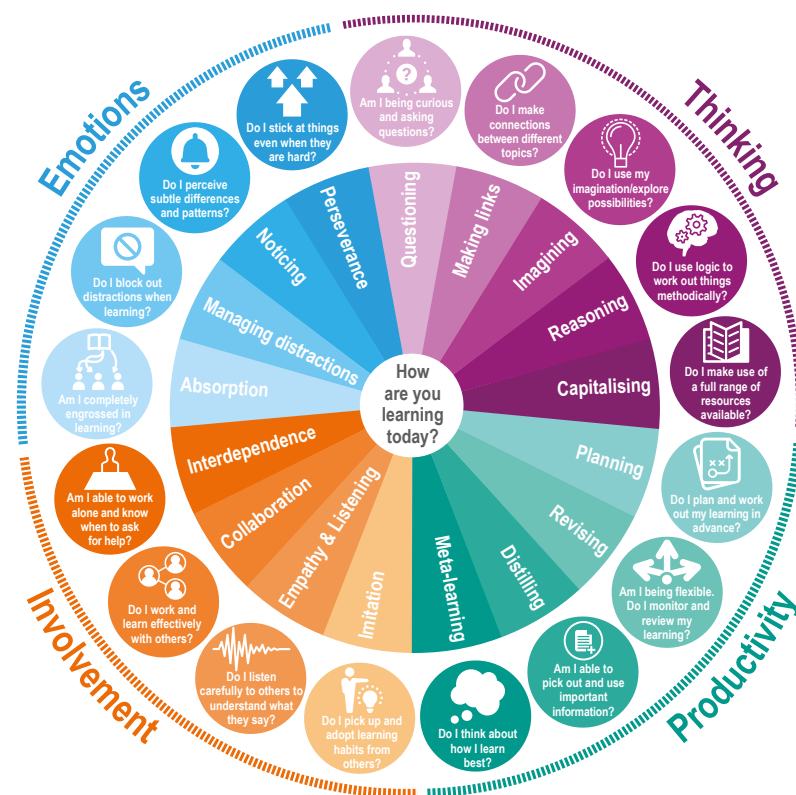 Emotions
Thinking
Productivity
Involvement
How
are you
learning
today?
Questioning
Making links
Imagining
Reasoning
Capitalising
Planning
Revising
Distilling
Meta-learning
Imitation
Empathy & Listening
Collaboration
Interdependence
Absorption
Managing distractions
Noticing
Perseverance
?
Am I being curious
and asking
questions?
Do I make
connections
between different
topics?
Do I use my
imagination/explore
possibilities?
Do I use logic to
work out things
methodically?
Do I make use of
a full range of
resources
available?
Do I plan and work
out my learning in
advance?
Am I being flexible.
Do I monitor and
review my
learning?
Am I able to
pick out and use
important
information?
Do I think about
how I learn
best?
Do I pick up and
adopt learning
habits from
others?
Do I listen
carefully to others to
understand what
they say?
Do I work and
learn effectively
with others?
Am I able to work
alone and know
when to ask
for help?
Am I completely
engrossed in
learning?
Do I block out
distractions when
learning?
Do I perceive
subtle differences
and patterns?
Do I stick at things
even when they
are hard?